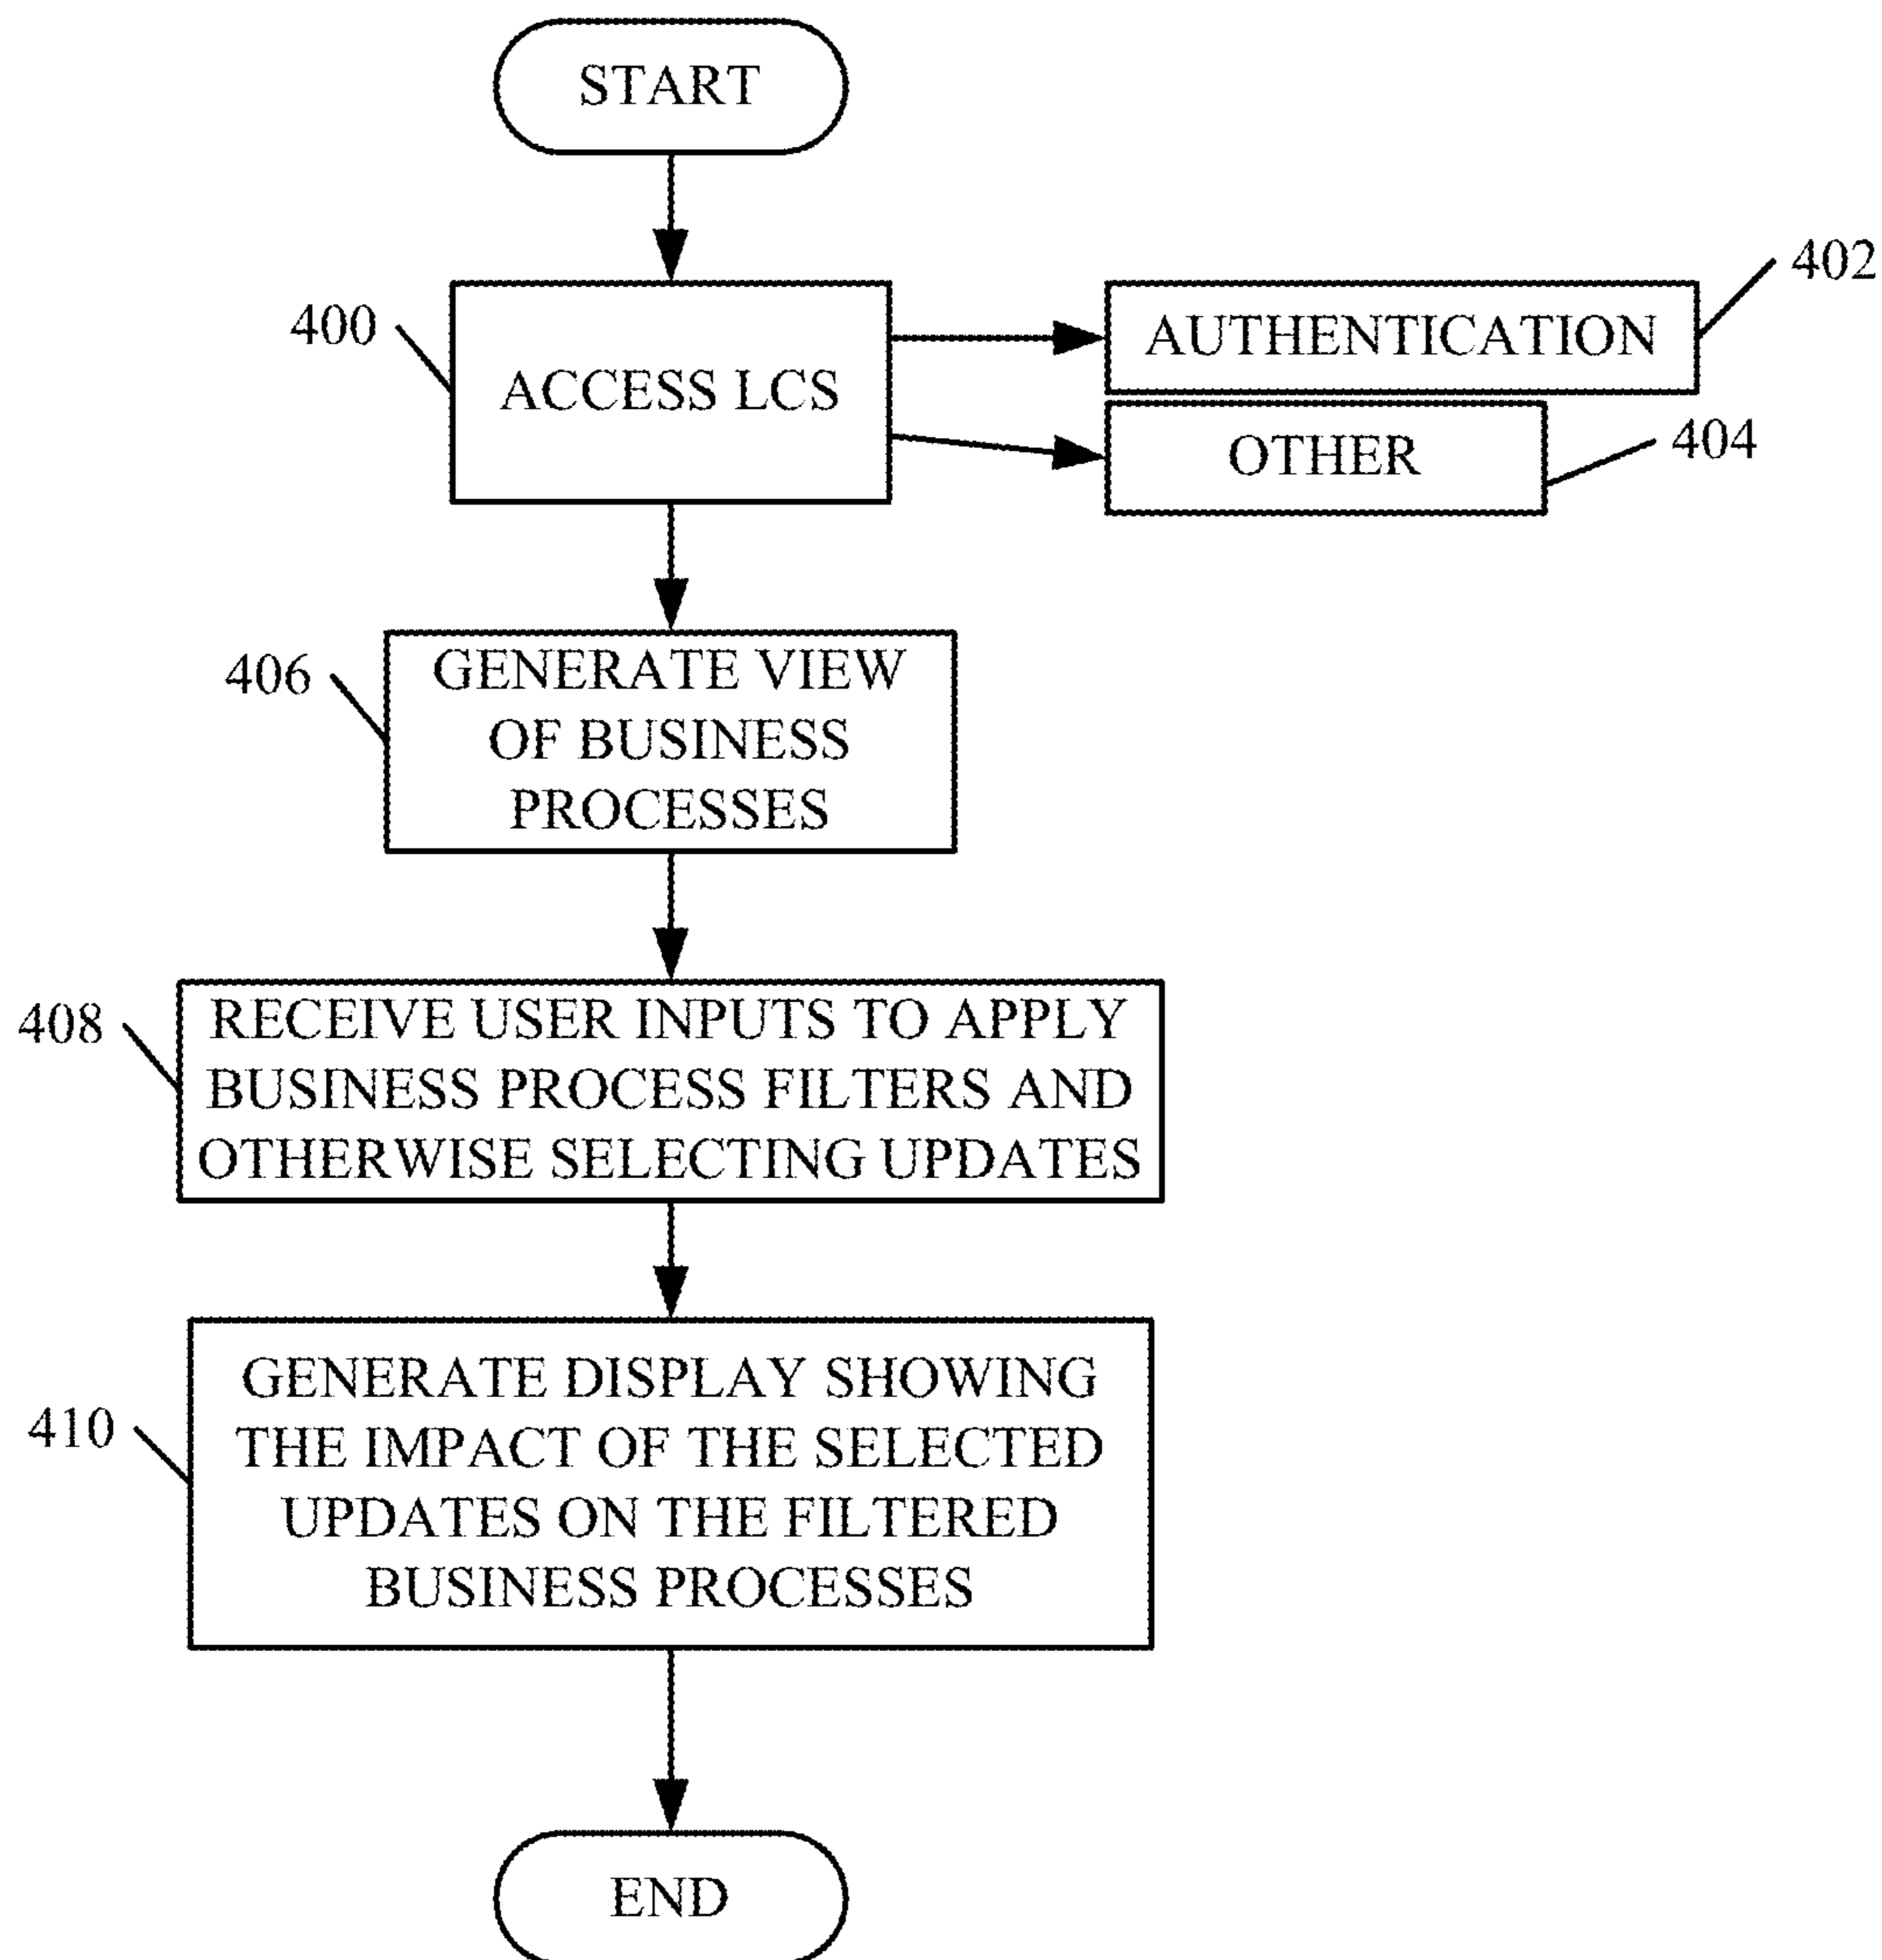 START
400
ACCESS LCS
402
AUTHENTICATION
404
OTHER
406
GENERATE VIEW
OF BUSINESS
PROCESSES
408
RECEIVE USER INPUTS TO APPLY
BUSINESS PROCESS FILTERS AND
OTHERWISE SELECTING UPDATES
410
GENERATE DISPLAY SHOWING
THE IMPACT OF THE SELECTED
UPDATES ON THE FILTERED
BUSINESS PROCESSES
END